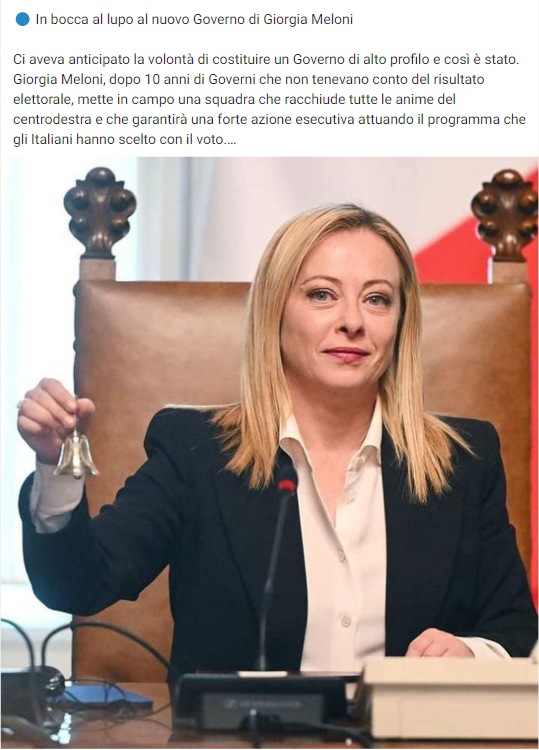 In bocca al lupo al nuovo Governo di Giorgia Meloni
Ci aveva anticipato la volontà di costituire un Governo di alto profilo e così è stato.
Giorgia Meloni, dopo 10 anni di Governi che non tenevano conto del risultato
elettorale, mette in campo una squadra che racchiude tutte le anime del
centrodestra e che garantirà una forte azione esecutiva attuando il programma che
gli Italiani hanno scelto con il voto....